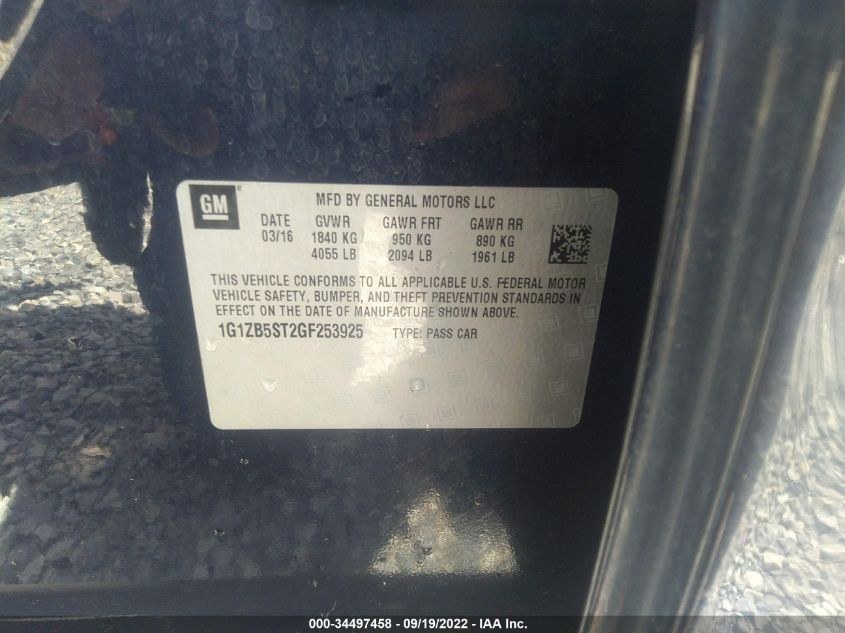 GM
MFD BY GENERAL MOTORS LLC
DATE GVWR GAWR FRT GAWR RR
03/16 1840 KG 950 KG 890 KG
4055 LB 2094 LB 1961 LB
THIS VEHICLE CONFORMS TO ALL APPLICABLE U.S. FEDERAL MOTOR
VEHICLE SAFETY, BUMPER, AND THEFT PREVENTION STANDARDS IN
EFFECT ON THE DATE OF MANUFACTURE SHOWN ABOVE.
1G1ZB5ST2GF253925 TYPE: PASS CAR
000-34497458 - 09/19/2022 - IAA Inc.